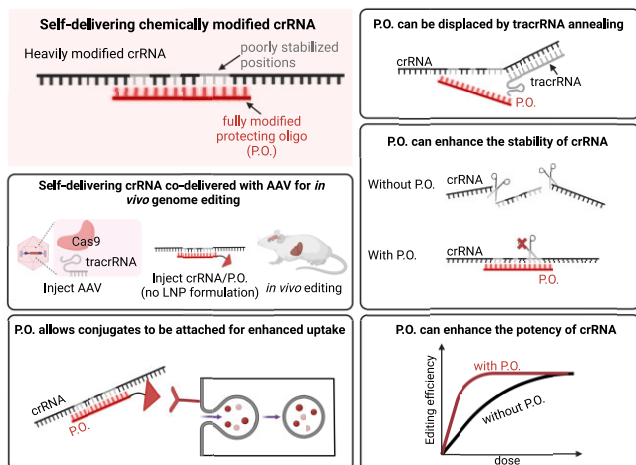 Self-delivering chemically modified crRNA
Heavily modified crRNA
poorly stabilized
positions
fully modified
protecting oligo
(P.O.)
P.O. can be displaced by tracrRNA annealing
crRNA
tracrRNA
P.O.
Self-delivering crRNA co-delivered with AAV for in
vivo genome editing
Cas9
tracrRNA
Inject AAV
Inject crRNA/P.O.
(no LNP formulation)
in vivo editing
P.O. can enhance the stability of crRNA
Without P.O.
crRNA
With P.O.
crRNA
P.O.
P.O. allows conjugates to be attached for enhanced uptake
crRNA
P.O.
P.O. can enhance the potency of crRNA
Editing efficiency
with P.O.
without P.O.
dose